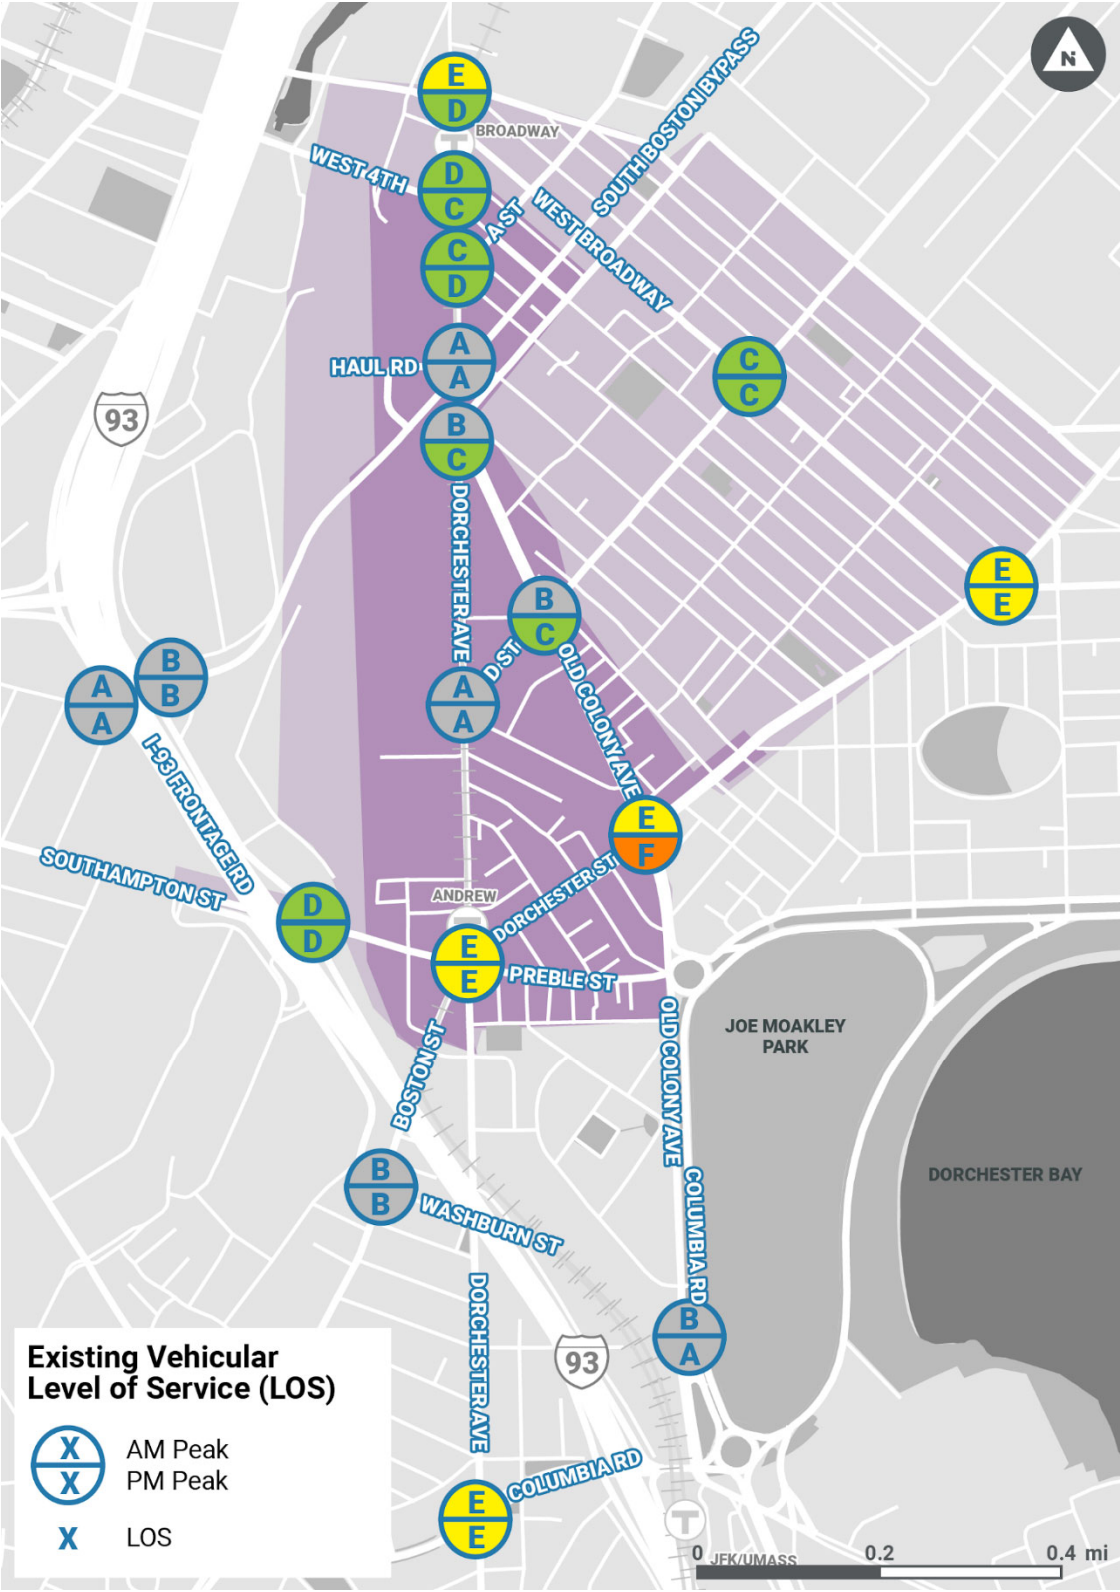 N
SOUTH BOSTON BYPASS
E
D
BROADWAY
T
WEST 4TH
D
C
A ST
WEST BROADWAY
C
D
HAUL RD
A
A
C
C
93
B
C
DORCHESTER AVE
E
E
B
C
D ST
OLD COLONY AVE
B
B
A
A
A
A
I-93 FRONTAGE RD
E
F
SOUTHAMPTON ST
D
D
ANDREW
DORCHESTER ST
E
E
PREBLE ST
OLD COLONY AVE
JOE MOAKLEY
PARK
BOSTON ST
DORCHESTER BAY
B
B
WASHBURN ST
COLUMBIA RD
DORCHESTER AVE
B
A
93
Existing Vehicular
Level of Service (LOS)
X
X
AM Peak
PM Peak
X
LOS
COLUMBIA RD
E
E
T
JFK/UMASS
0
0.2
0.4 mi